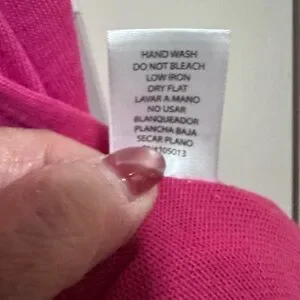 HAND WASH
DO NOT BLEACH
LOW IRON
DRY FLAT
LAVAR A MANO
NO USAR
BLANQUEADOR
PLANCHA BAJA
SECAR PLANO